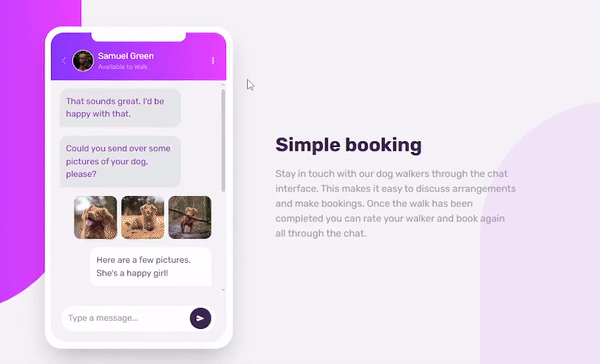 Samuel Green
Available to Walk
That sounds great. I'd be
happy with that.
Could you send over some
pictures of your dog,
please?
Here are a few pictures.
She's a happy girl!
Type a message...
Simple booking
Stay in touch with our dog walkers through the chat
interface. This makes it easy to discuss arrangements
and make bookings. Once the walk has been
completed you can rate your walker and book again
all through the chat.